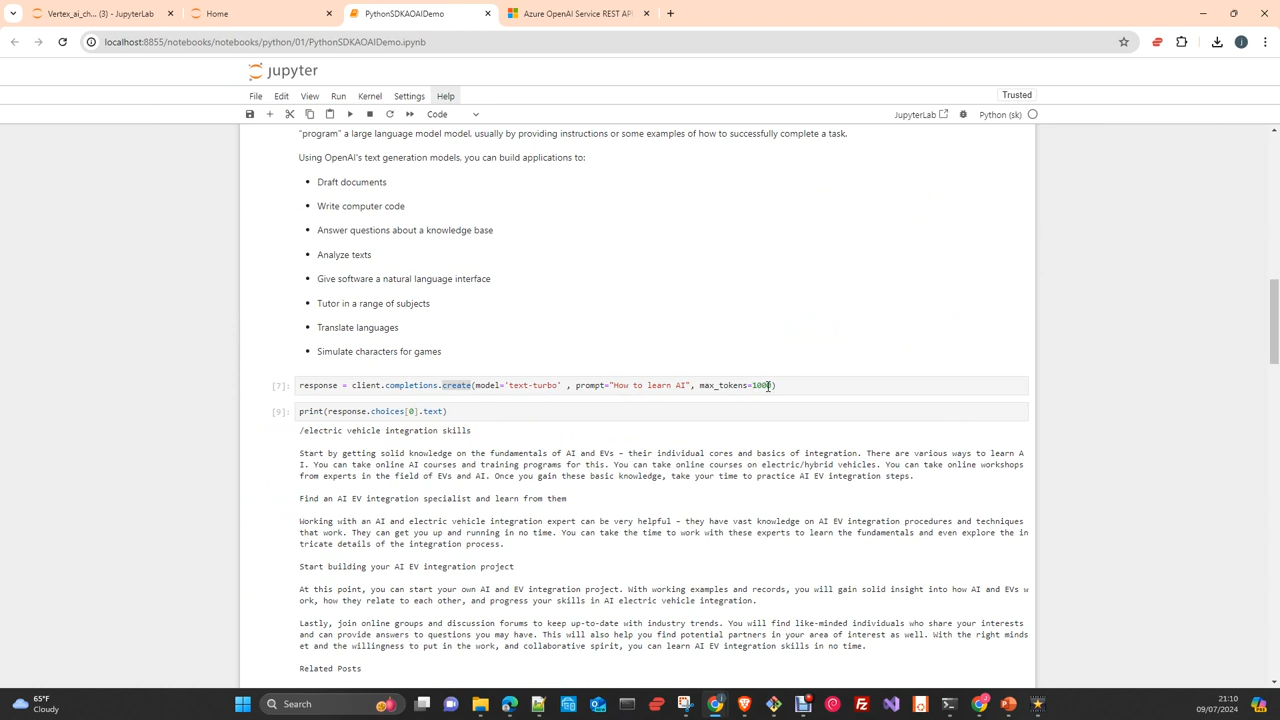 Vertex_ai_ch... (3) - JupyterLab
Home
PythonSDKAOAIDemo
Azure OpenAI Service REST API
localhost:8855/notebooks/notebooks/python/01/PythonSDKAOAIDemo.ipynb
jupyter
File Edit View Run Kernel Settings Help
Trusted
Code
JupyterLab
Python (sk)
"program" a large language model model, usually by providing instructions or some examples of how to successfully complete a task.
Using OpenAI's text generation models, you can build applications to:
• Draft documents
• Write computer code
• Answer questions about a knowledge base
• Analyze texts
• Give software a natural language interface
• Tutor in a range of subjects
• Translate languages
• Simulate characters for games
[7]: response = client.completions.create(model='text-turbo' , prompt="How to learn AI", max_tokens=1000)
[9]: print(response.choices[0].text)
/electric vehicle integration skills
Start by getting solid knowledge on the fundamentals of AI and EVs – their individual cores and basics of integration. There are various ways to learn A
I. You can take online AI courses and training programs for this. You can take online courses on electric/hybrid vehicles. You can take online workshops
from experts in the field of EVs and AI. Once you gain these basic knowledge, take your time to practice AI EV integration steps.
Find an AI EV integration specialist and learn from them
Working with an AI and electric vehicle integration expert can be very helpful – they have vast knowledge on AI EV integration procedures and techniques
that work. They can get you up and running in no time. You can take the time to work with these experts to learn the fundamentals and even explore the in
tricate details of the integration process.
Start building your AI EV integration project
At this point, you can start your own AI and EV integration project. With working examples and records, you will gain solid insight into how AI and EVs w
ork, how they relate to each other, and progress your skills in AI electric vehicle integration.
Lastly, join online groups and discussion forums to keep up-to-date with industry trends. You will find like-minded individuals who share your interests
and can provide answers to questions you may have. This will also help you find potential partners in your area of interest as well. With the right minds
et and the willingness to put in the work, and collaborative spirit, you can learn AI EV integration skills in no time.
Related Posts
65°F
Cloudy
Search
21:10
09/07/2024